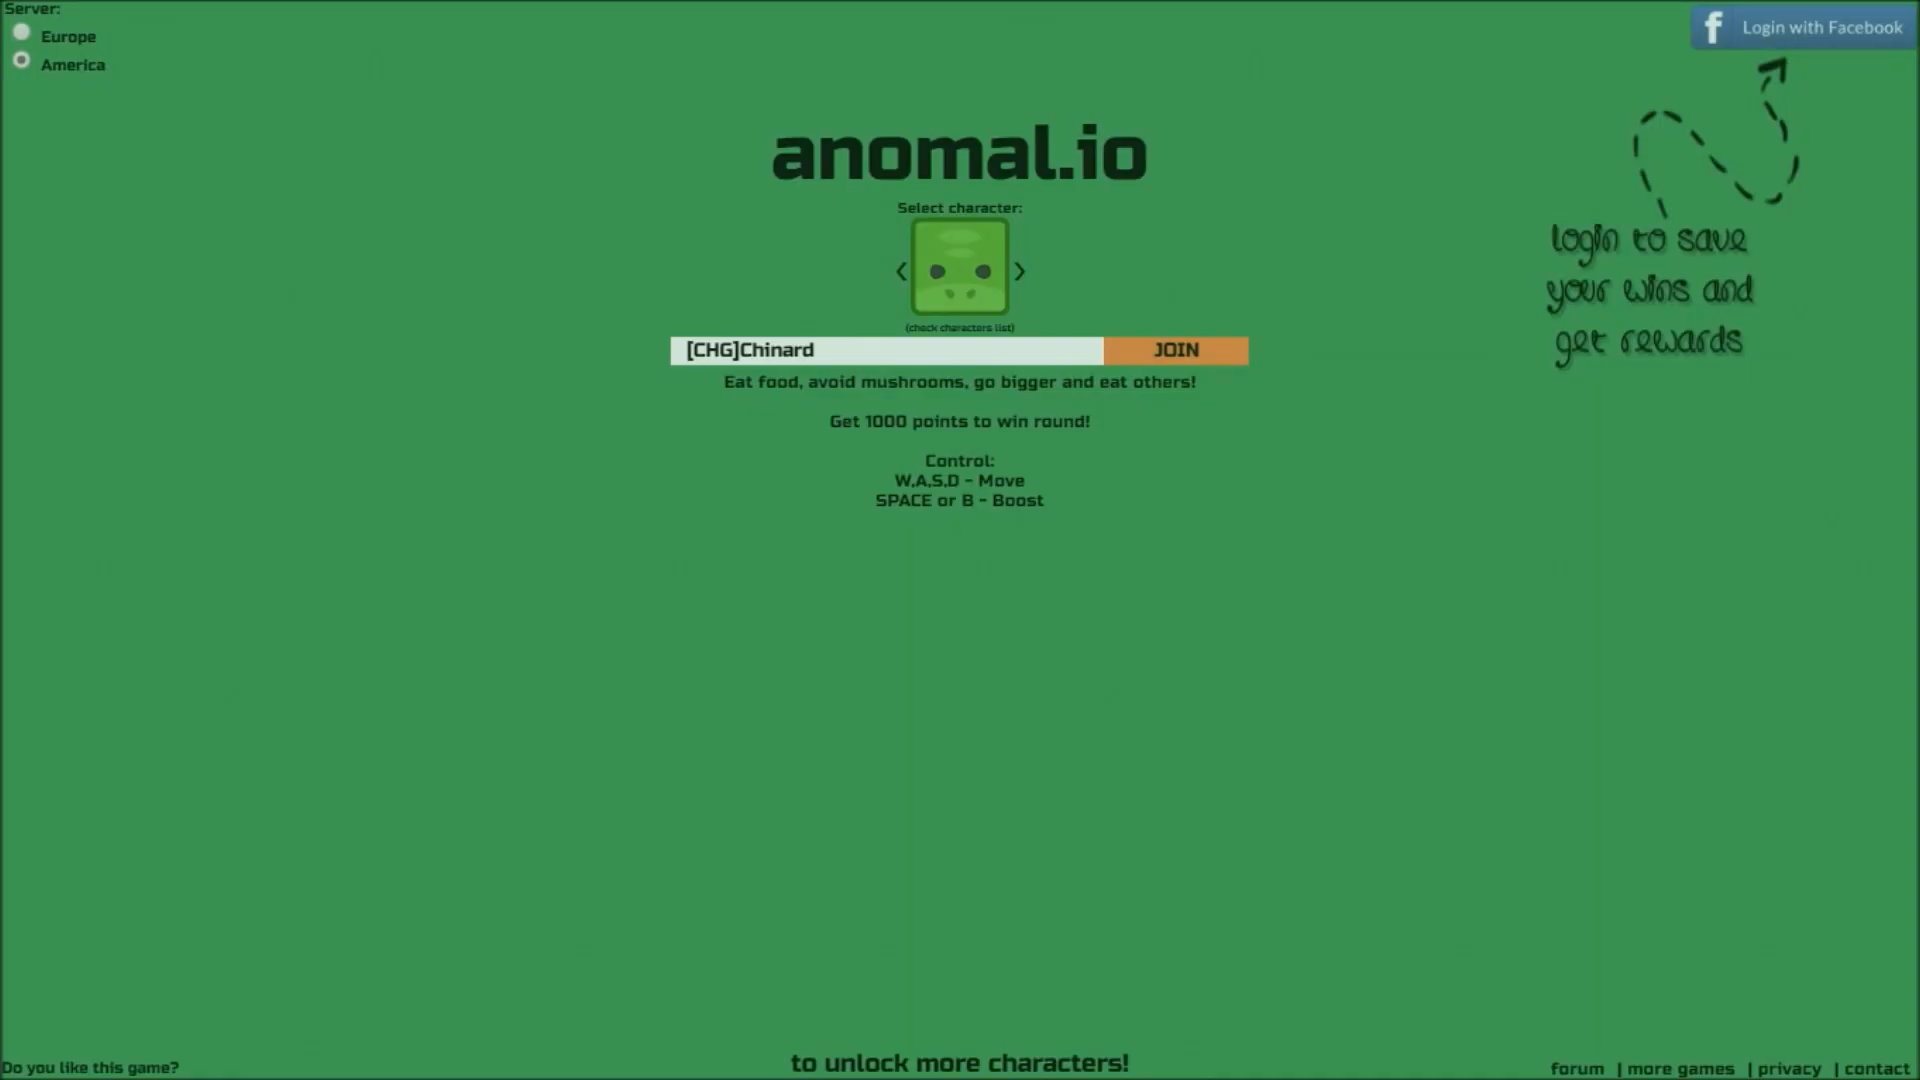 Server:
Europe
America
Login with Facebook
anomal.io
Select character:
(check characters list)
[CHG]Chinard
JOIN
Eat food, avoid mushrooms, go bigger and eat others!
Get 1000 points to win round!
Control:
W,A,S,D - Move
SPACE or B - Boost
login to save
your wins and
get rewards
Do you like this game?
to unlock more characters!
forum | more games | privacy | contact